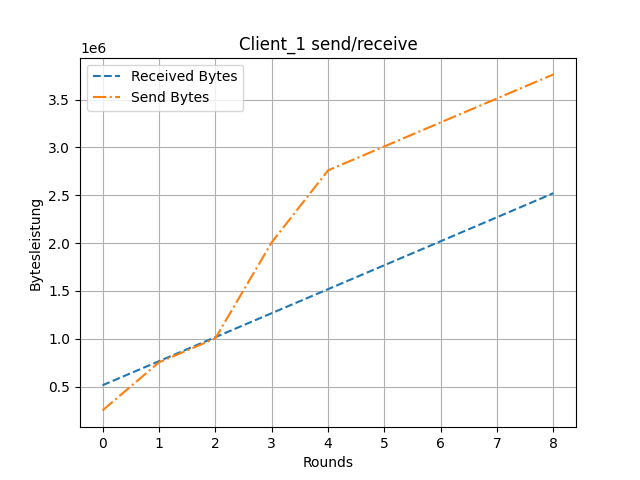 Client_1 send/receive
1e6
Received Bytes
Send Bytes
3.5
3.0
2.5
2.0
1.5
1.0
0.5
Bytesleistung
0 1 2 3 4 5 6 7 8
Rounds